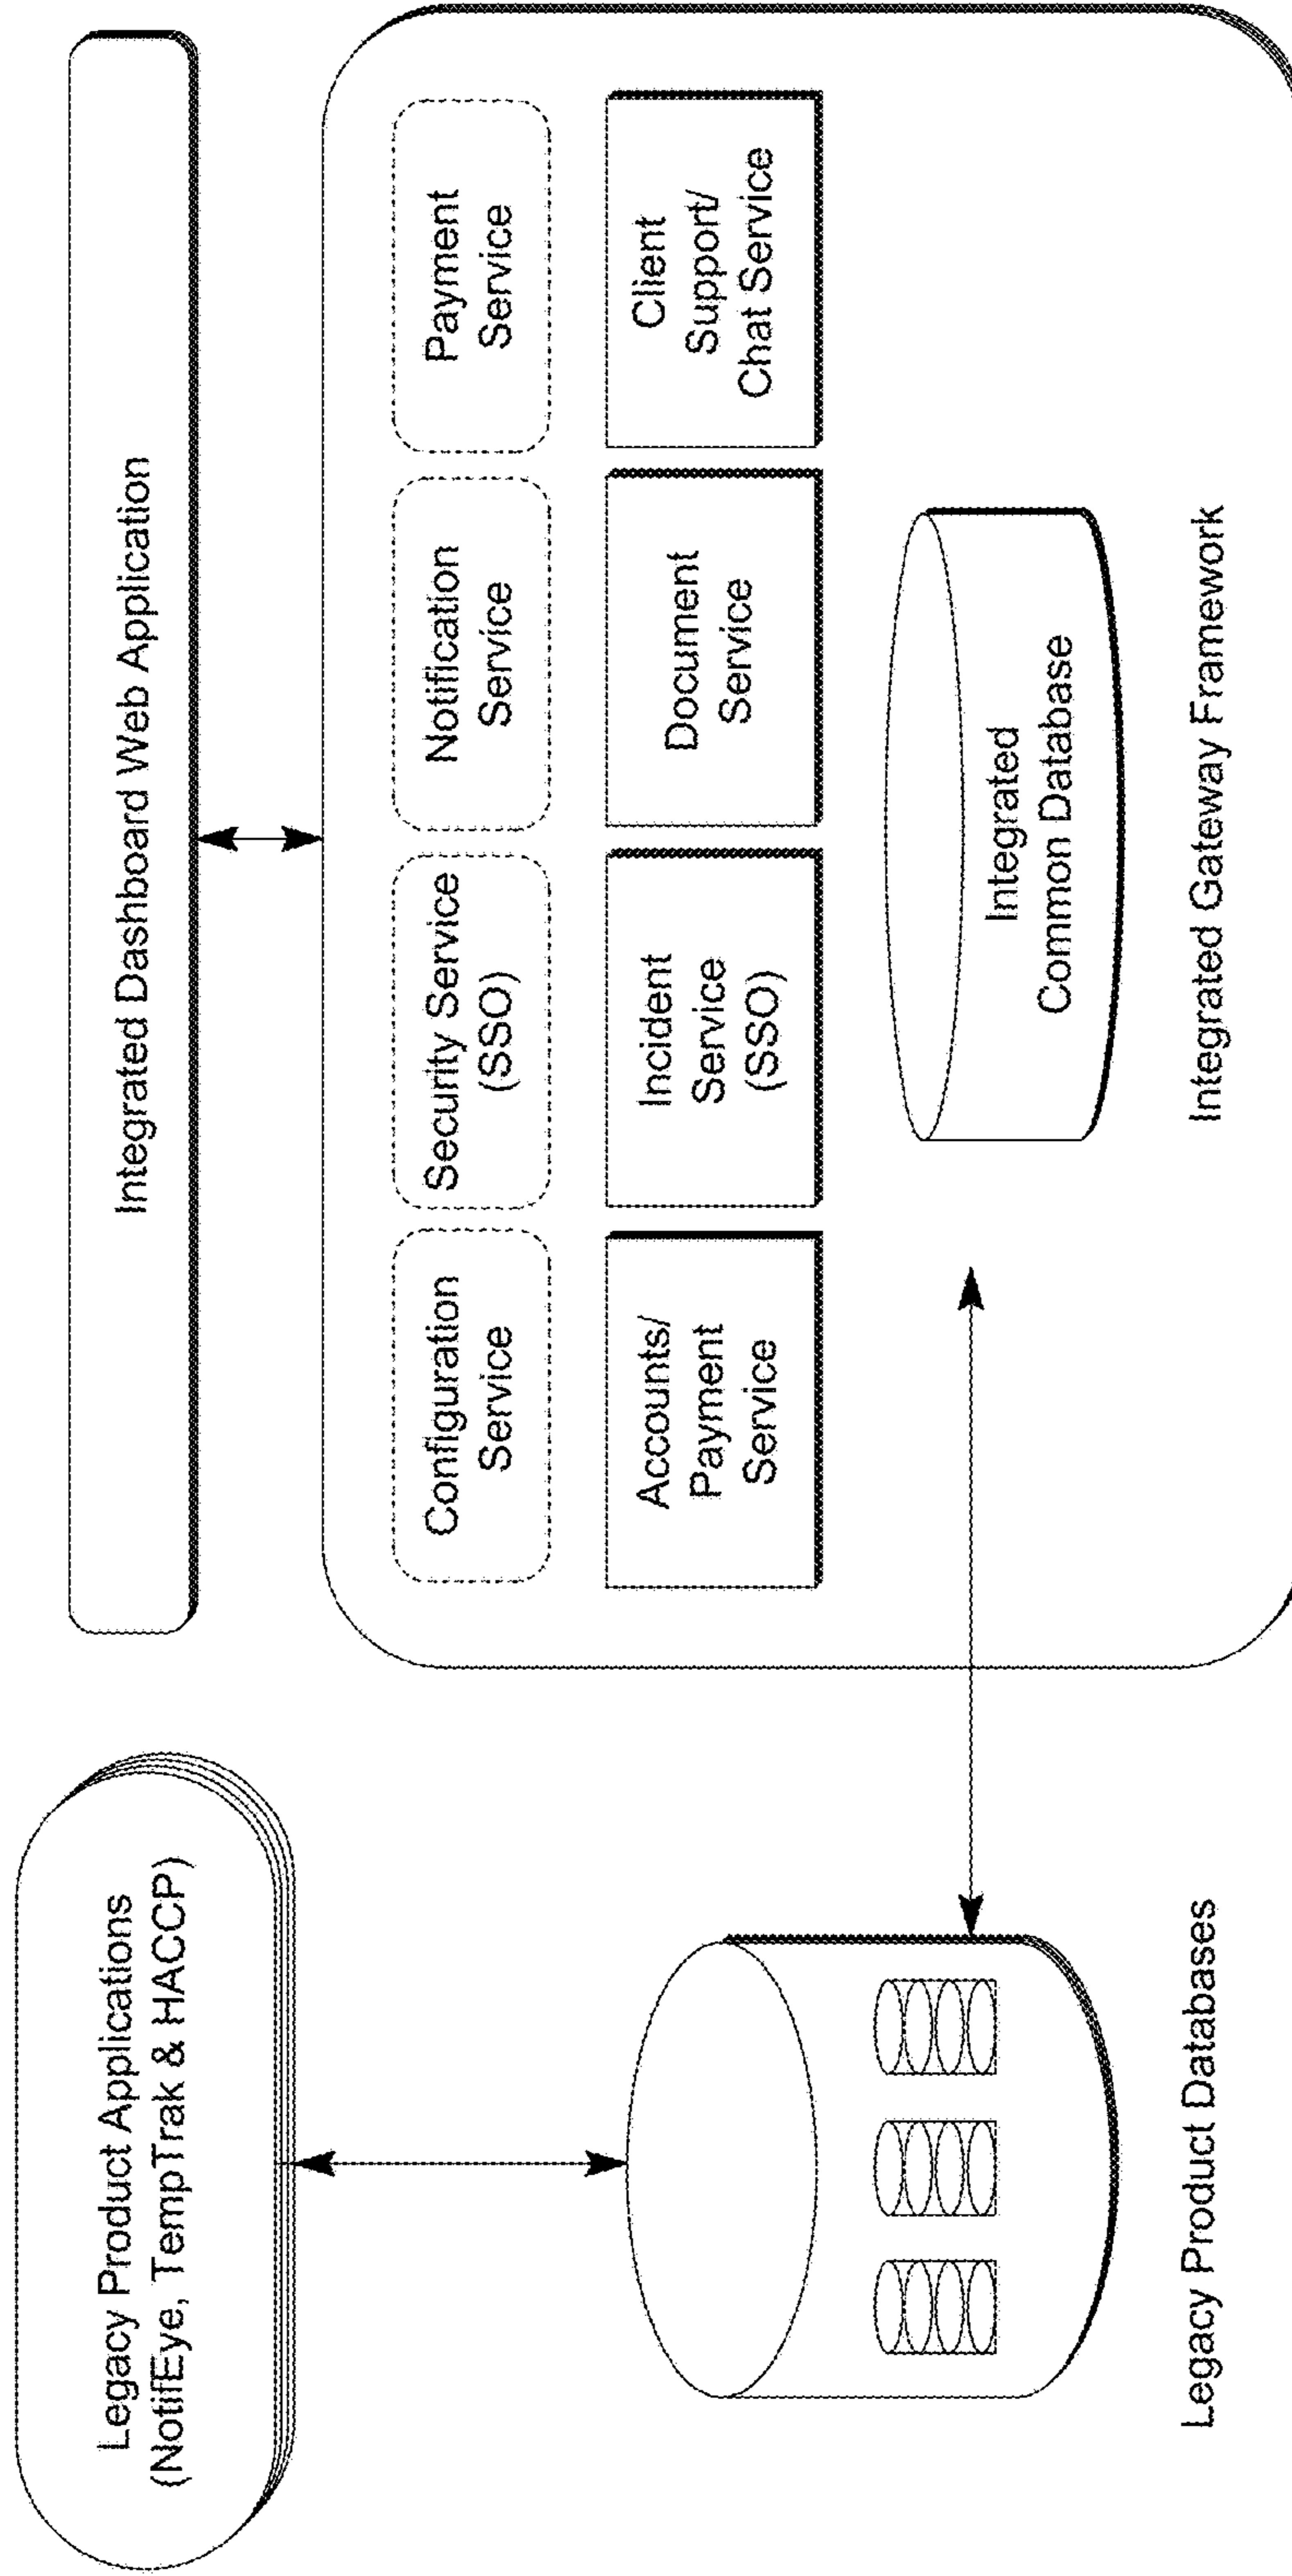 Legacy Product Applications
(NotifEye, TempTrak & HACCP)
Integrated Dashboard Web Application
Configuration
Service
Security Service
(SSO)
Notification
Service
Payment
Service
Accounts/
Payment
Service
Incident
Service
(SSO)
Document
Service
Client
Support/
Chat Service
Integrated
Common Database
Legacy Product Databases
Integrated Gateway Framework